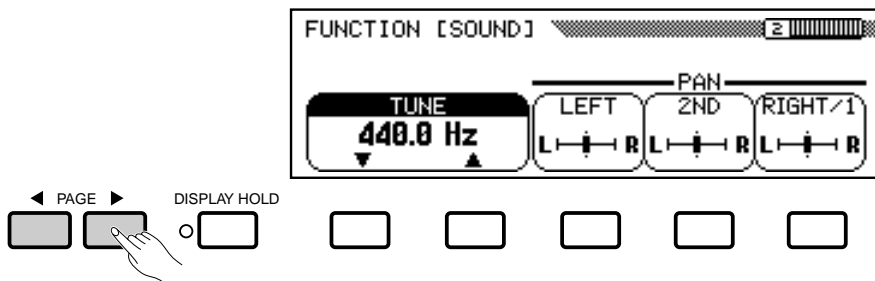 FUNCTION [SOUND] 2
PAN
TUNE LEFT 2ND RIGHT/1
440.0 Hz L R L R L R
◀ PAGE ▶ DISPLAY HOLD